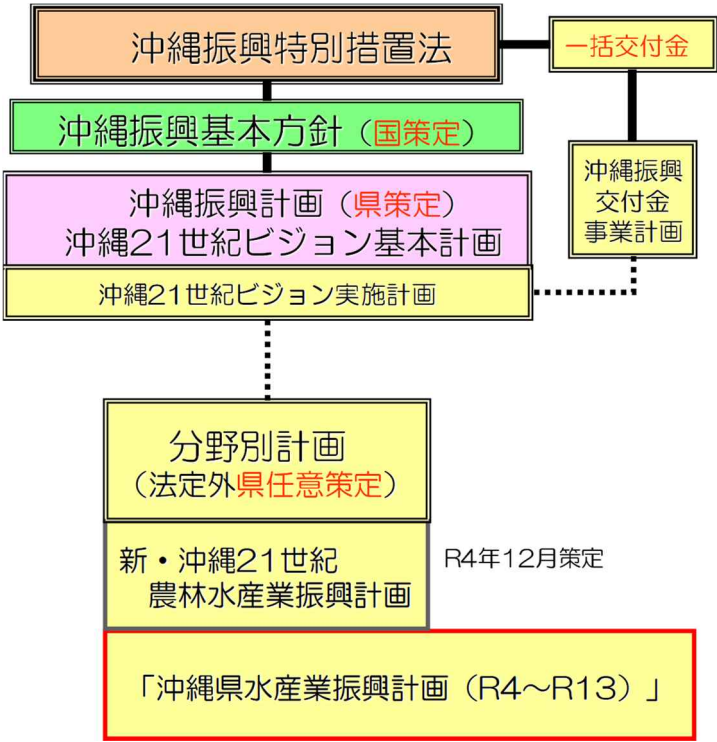 沖縄振興特別措置法
一括交付金
沖縄振興基本方針（国策定）
沖縄振興計画（県策定）
沖縄21世紀ビジョン基本計画
沖縄振興
交付金
事業計画
沖縄21世紀ビジョン実施計画
分野別計画
（法定外県任意策定）
新・沖縄21世紀
農林水産業振興計画
R4年12月策定
「沖縄県水産業振興計画（R4～R13）」